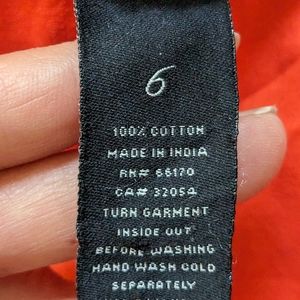 6
100% COTTON
MADE IN INDIA
RN# 66170
CA# 32054
TURN GARMENT
INSIDE OUT
BEFORE WASHING
HAND WASH COLD
SEPARATELY